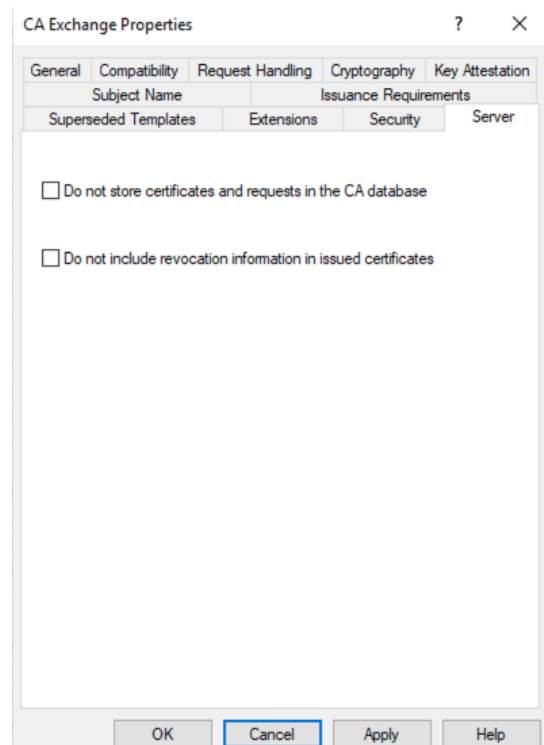 CA Exchange Properties ? ×
General Compatibility Request Handling Cryptography Key Attestation
Subject Name Issuance Requirements
Superseded Templates Extensions Security Server
Do not store certificates and requests in the CA database
Do not include revocation information in issued certificates
OK Cancel Apply Help